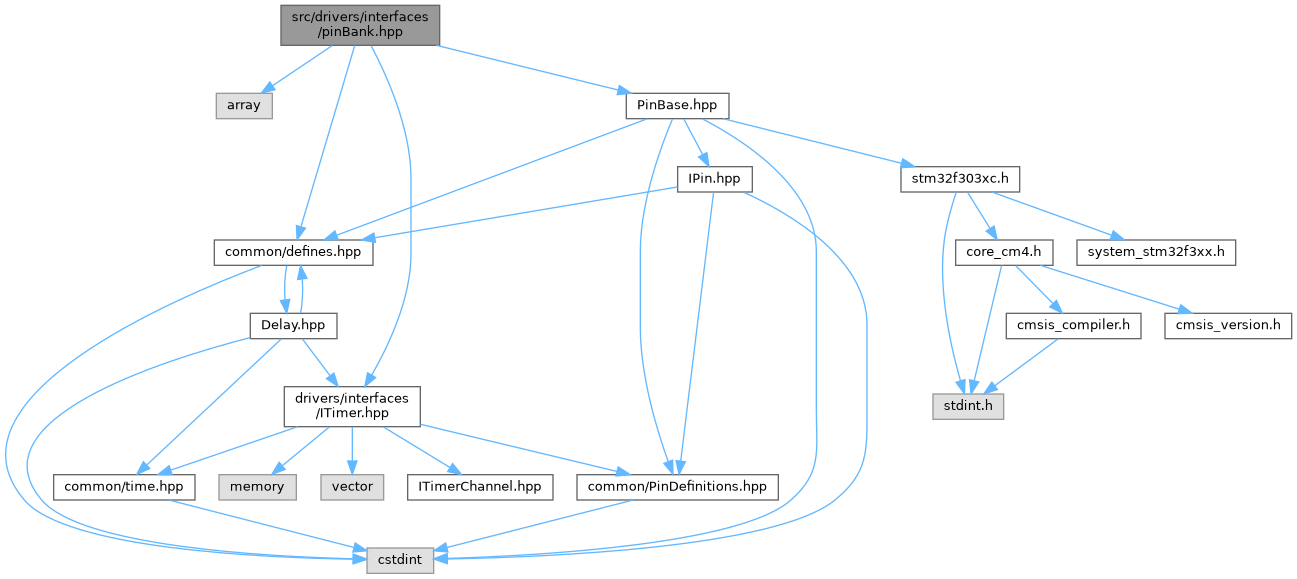 src/drivers/interfaces
/pinBank.hpp
array
PinBase.hpp
IPin.hpp
stm32f303xc.h
common/defines.hpp
core_cm4.h
system_stm32f3xx.h
Delay.hpp
cmsis_compiler.h
cmsis_version.h
drivers/interfaces
/ITimer.hpp
stdint.h
common/time.hpp
memory
vector
ITimerChannel.hpp
common/PinDefinitions.hpp
cstdint